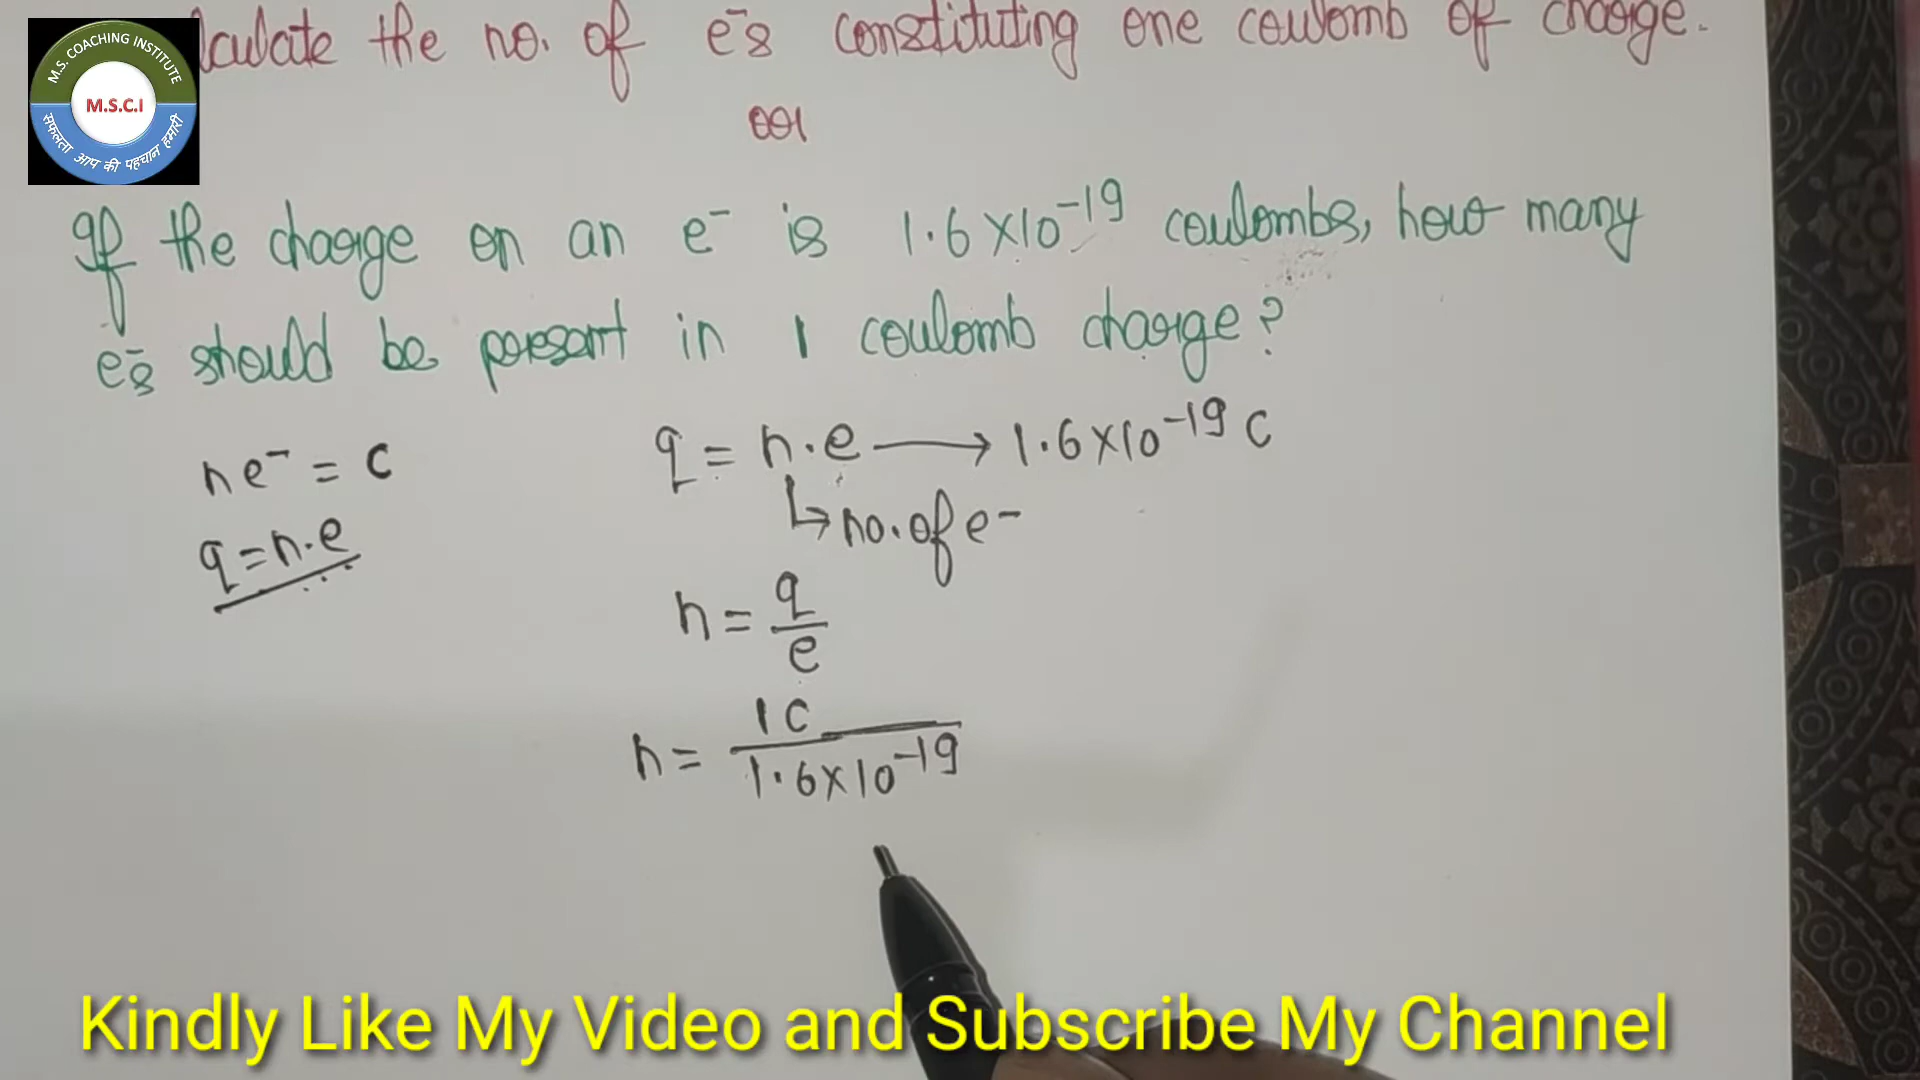 M.S. COACHING INSTITUTE
M.S.C.I
सफलता आप की पहचान हमारी
lculate the no. of e⁻s constituting one coulomb of charge.
or
If the charge on an e⁻ is 1.6×10⁻¹⁹ coulombs, how many
e⁻s should be present in 1 coulomb charge?
ne⁻ = c
q=n.e
q = n.e → 1.6×10⁻¹⁹ C
↳ no. of e⁻
n = q/e
n = 1C/1.6×10⁻¹⁹
Kindly Like My Video and Subscribe My Channel